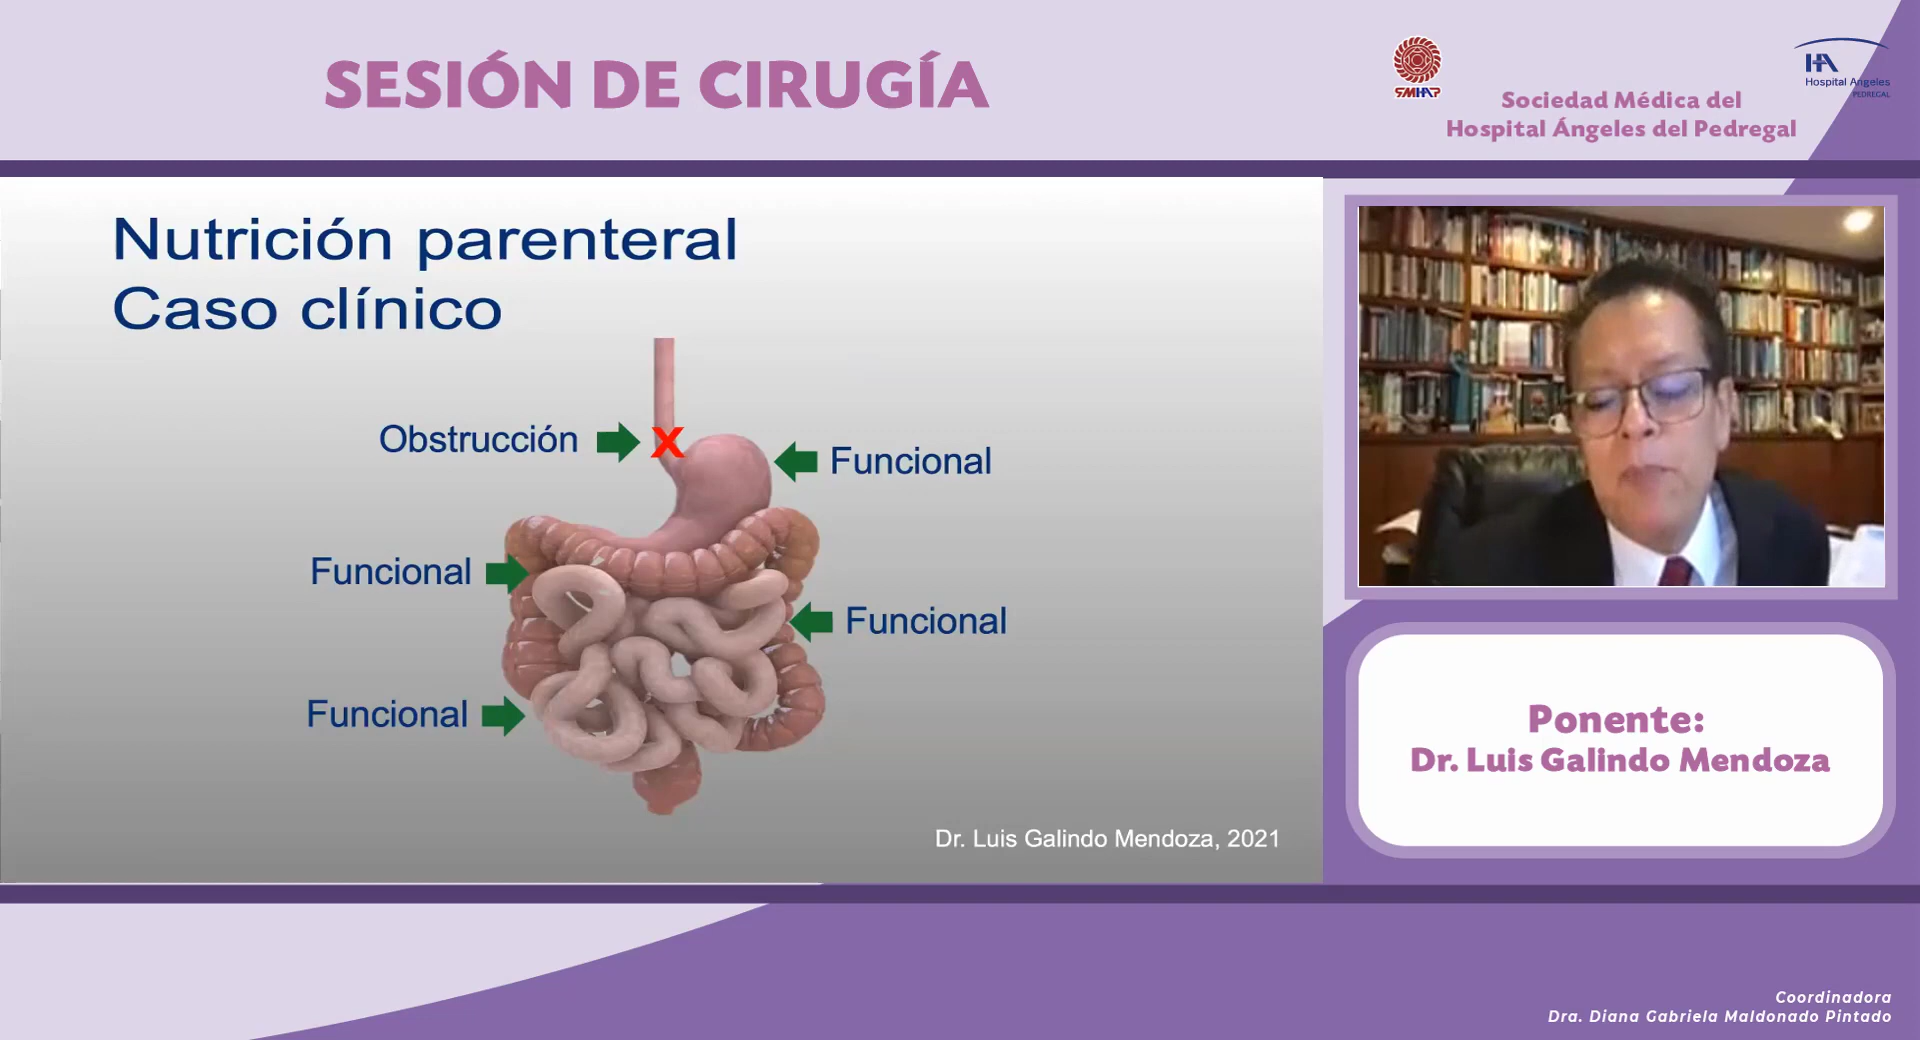 SESIÓN DE CIRUGÍA
SMHAP
Sociedad Médica del
Hospital Ángeles del Pedregal
HA
Hospital Angeles
PEDREGAL
Nutrición parenteral
Caso clínico
Obstrucción
X
Funcional
Funcional
Funcional
Funcional
Dr. Luis Galindo Mendoza, 2021
Ponente:
Dr. Luis Galindo Mendoza
Coordinadora
Dra. Diana Gabriela Maldonado Pintado